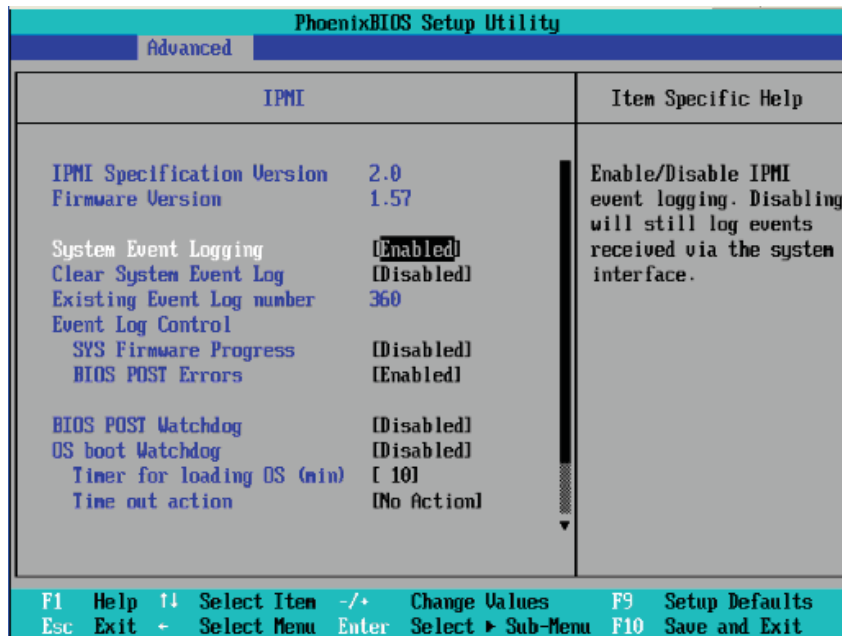 PhoenixBIOS Setup Utility
Advanced
IPMI
Item Specific Help
IPMI Specification Version 2.0
Firmware Version 1.57
System Event Logging [Enabled]
Clear System Event Log [Disabled]
Existing Event Log number 360
Event Log Control
SYS Firmware Progress [Disabled]
BIOS POST Errors [Enabled]
BIOS POST Watchdog [Disabled]
OS boot Watchdog [Disabled]
Timer for loading OS (min) [ 10]
Time out action [No Action]
Enable/Disable IPMI
event logging. Disabling
will still log events
received via the system
interface.
F1 Help ↑↓ Select Item -/+ Change Values F9 Setup Defaults
Esc Exit ← Select Menu Enter Select ▶ Sub-Menu F10 Save and Exit